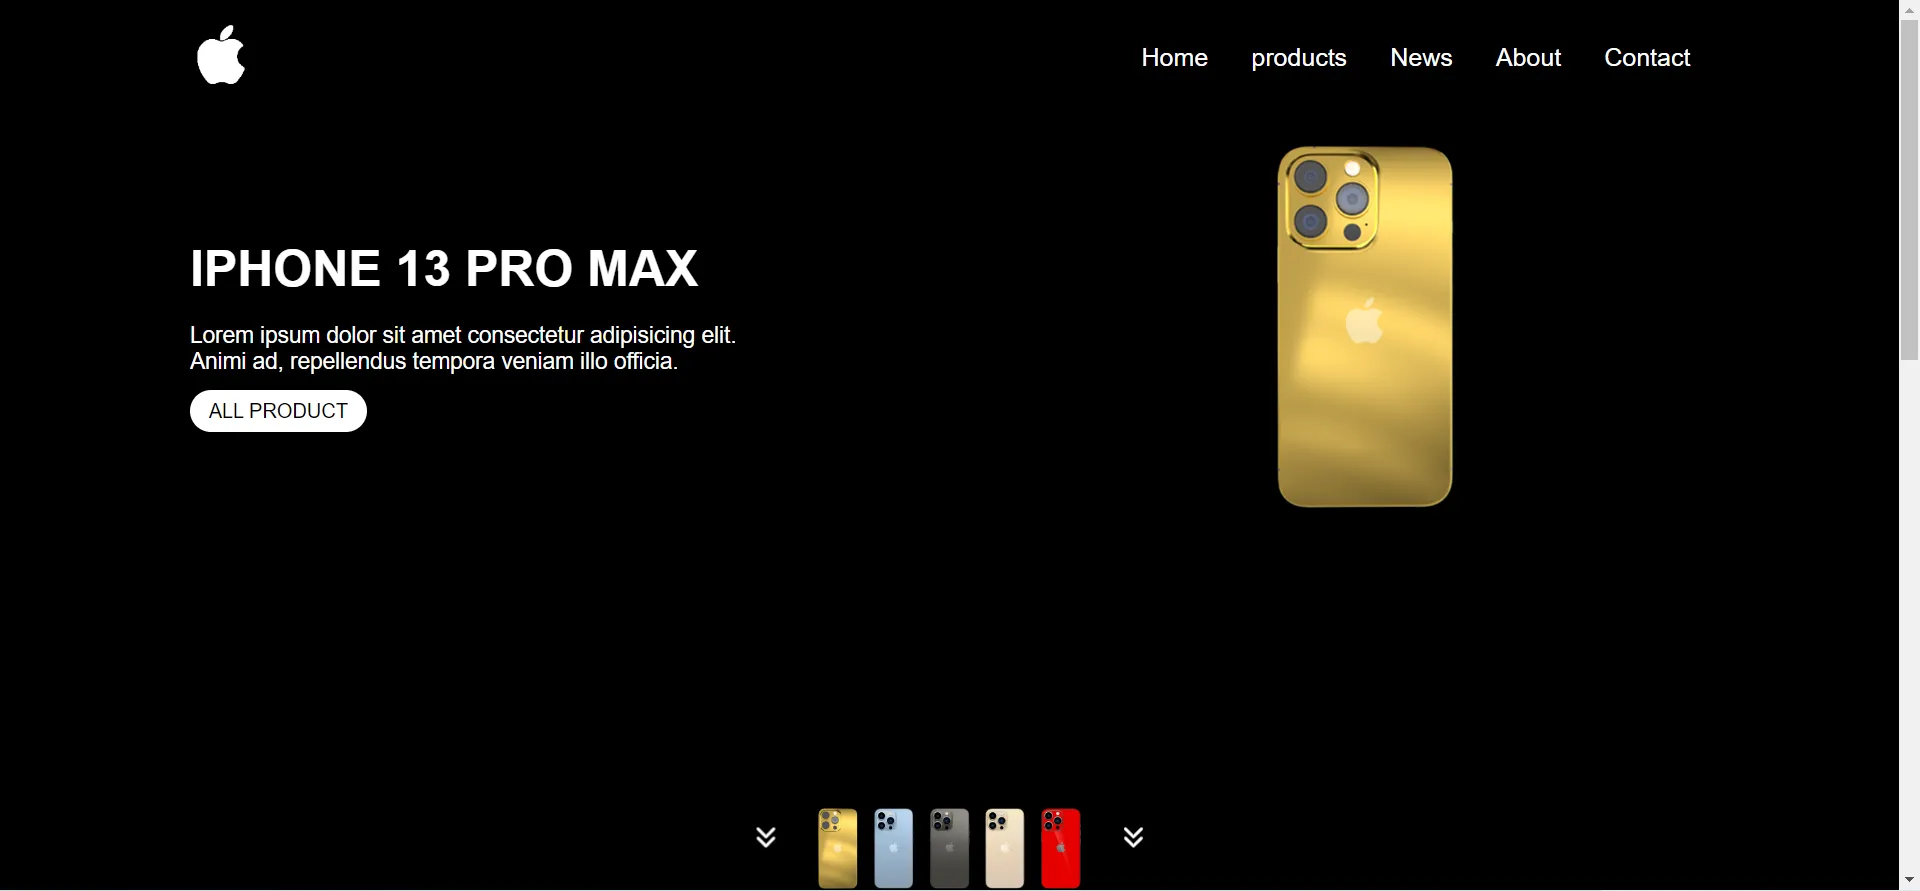 Home products News About Contact
IPHONE 13 PRO MAX
Lorem ipsum dolor sit amet consectetur adipisicing elit.
Animi ad, repellendus tempora veniam illo officia.
ALL PRODUCT